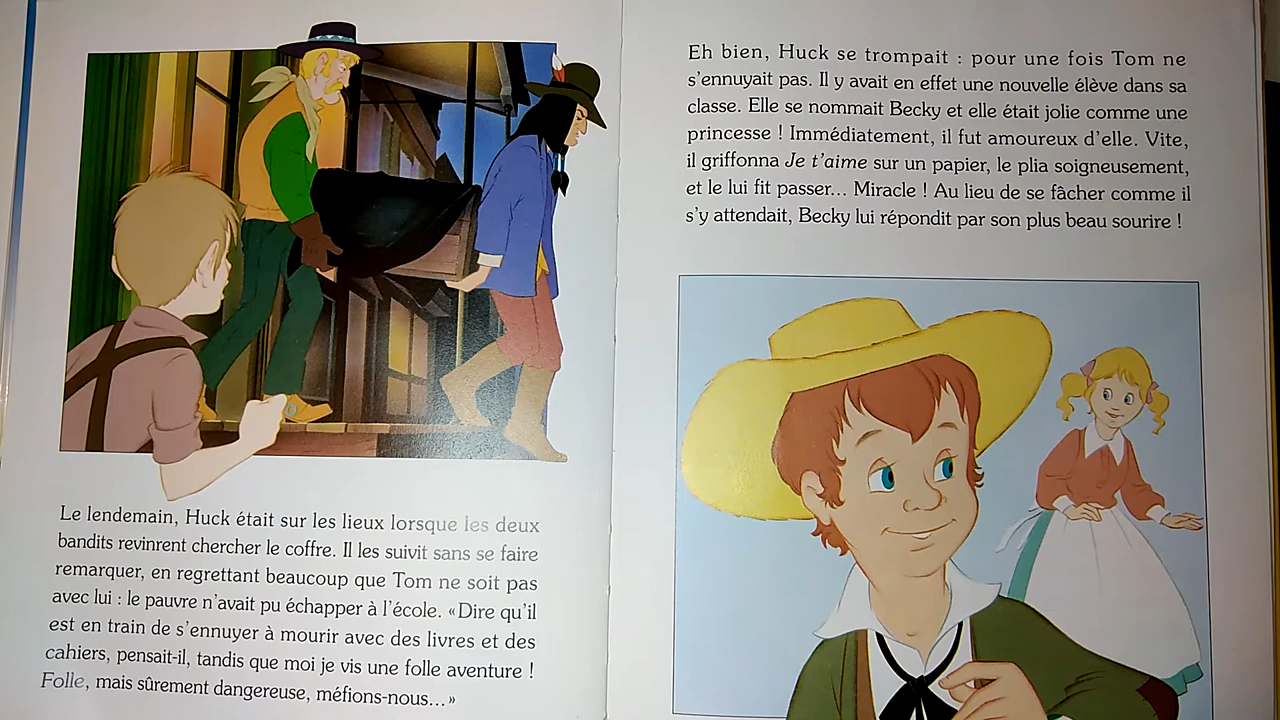 Le lendemain, Huck était sur les lieux lorsque les deux
bandits revinrent chercher le coffre. Il les suivit sans se faire
remarquer, en regrettant beaucoup que Tom ne soit pas
avec lui : le pauvre n'avait pu échapper à l'école. «Dire qu'il
est en train de s'ennuyer à mourir avec des livres et des
cahiers, pensait-il, tandis que moi je vis une folle aventure !
Folle, mais sûrement dangereuse, méfions-nous...»
Eh bien, Huck se trompait : pour une fois Tom ne
s'ennuyait pas. Il y avait en effet une nouvelle élève dans sa
classe. Elle se nommait Becky et elle était jolie comme une
princesse ! Immédiatement, il fut amoureux d'elle. Vite,
il griffonna Je t'aime sur un papier, le plia soigneusement,
et le lui fit passer... Miracle ! Au lieu de se fâcher comme il
s'y attendait, Becky lui répondit par son plus beau sourire !